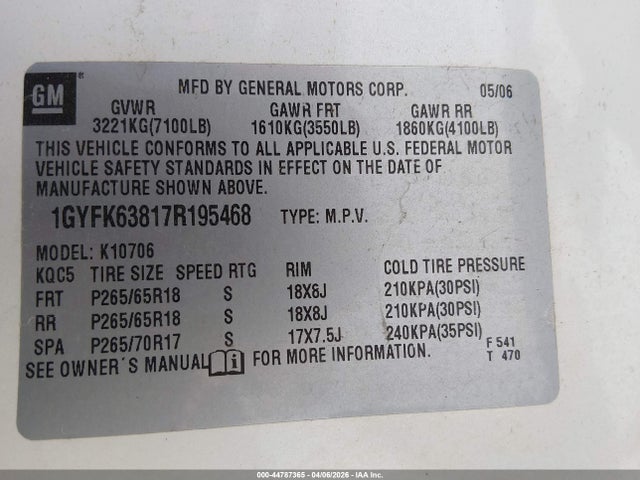 GM ®
MFD BY GENERAL MOTORS CORP. 05/06
GVWR GAWR FRT GAWR RR
3221KG(7100LB) 1610KG(3550LB) 1860KG(4100LB)
THIS VEHICLE CONFORMS TO ALL APPLICABLE U.S. FEDERAL MOTOR
VEHICLE SAFETY STANDARDS IN EFFECT ON THE DATE OF
MANUFACTURE SHOWN ABOVE.
1GYFK63817R195468 TYPE: M.P.V.
MODEL: K10706
KQC5 TIRE SIZE SPEED RTG RIM COLD TIRE PRESSURE
FRT P265/65R18 S 18X8J 210KPA(30PSI)
RR P265/65R18 S 18X8J 210KPA(30PSI)
SPA P265/70R17 S 17X7.5J 240KPA(35PSI)
SEE OWNER´S MANUAL FOR MORE INFORMATION.
F 541
T 470
000-44787365 - 04/06/2026 - IAA Inc.